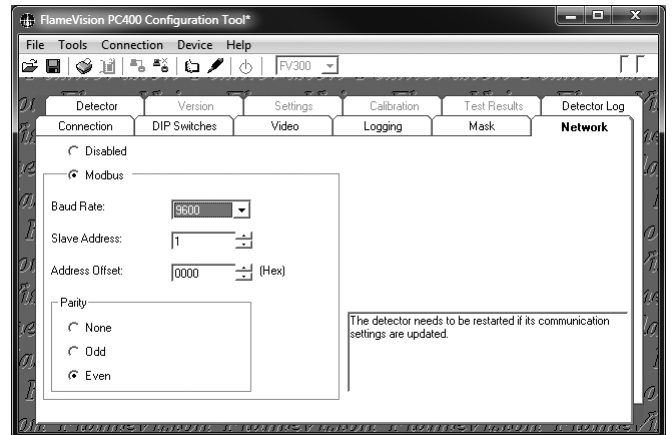 FlameVision PC400 Configuration Tool*
File Tools Connection Device Help
FV300
Detector Version Settings Calibration Test Results Detector Log
Connection DIP Switches Video Logging Mask Network
Disabled
Modbus
Baud Rate: 9600
Slave Address: 1
Address Offset: 0000 (Hex)
Parity
None
Odd
Even
The detector needs to be restarted if its communication
settings are updated.